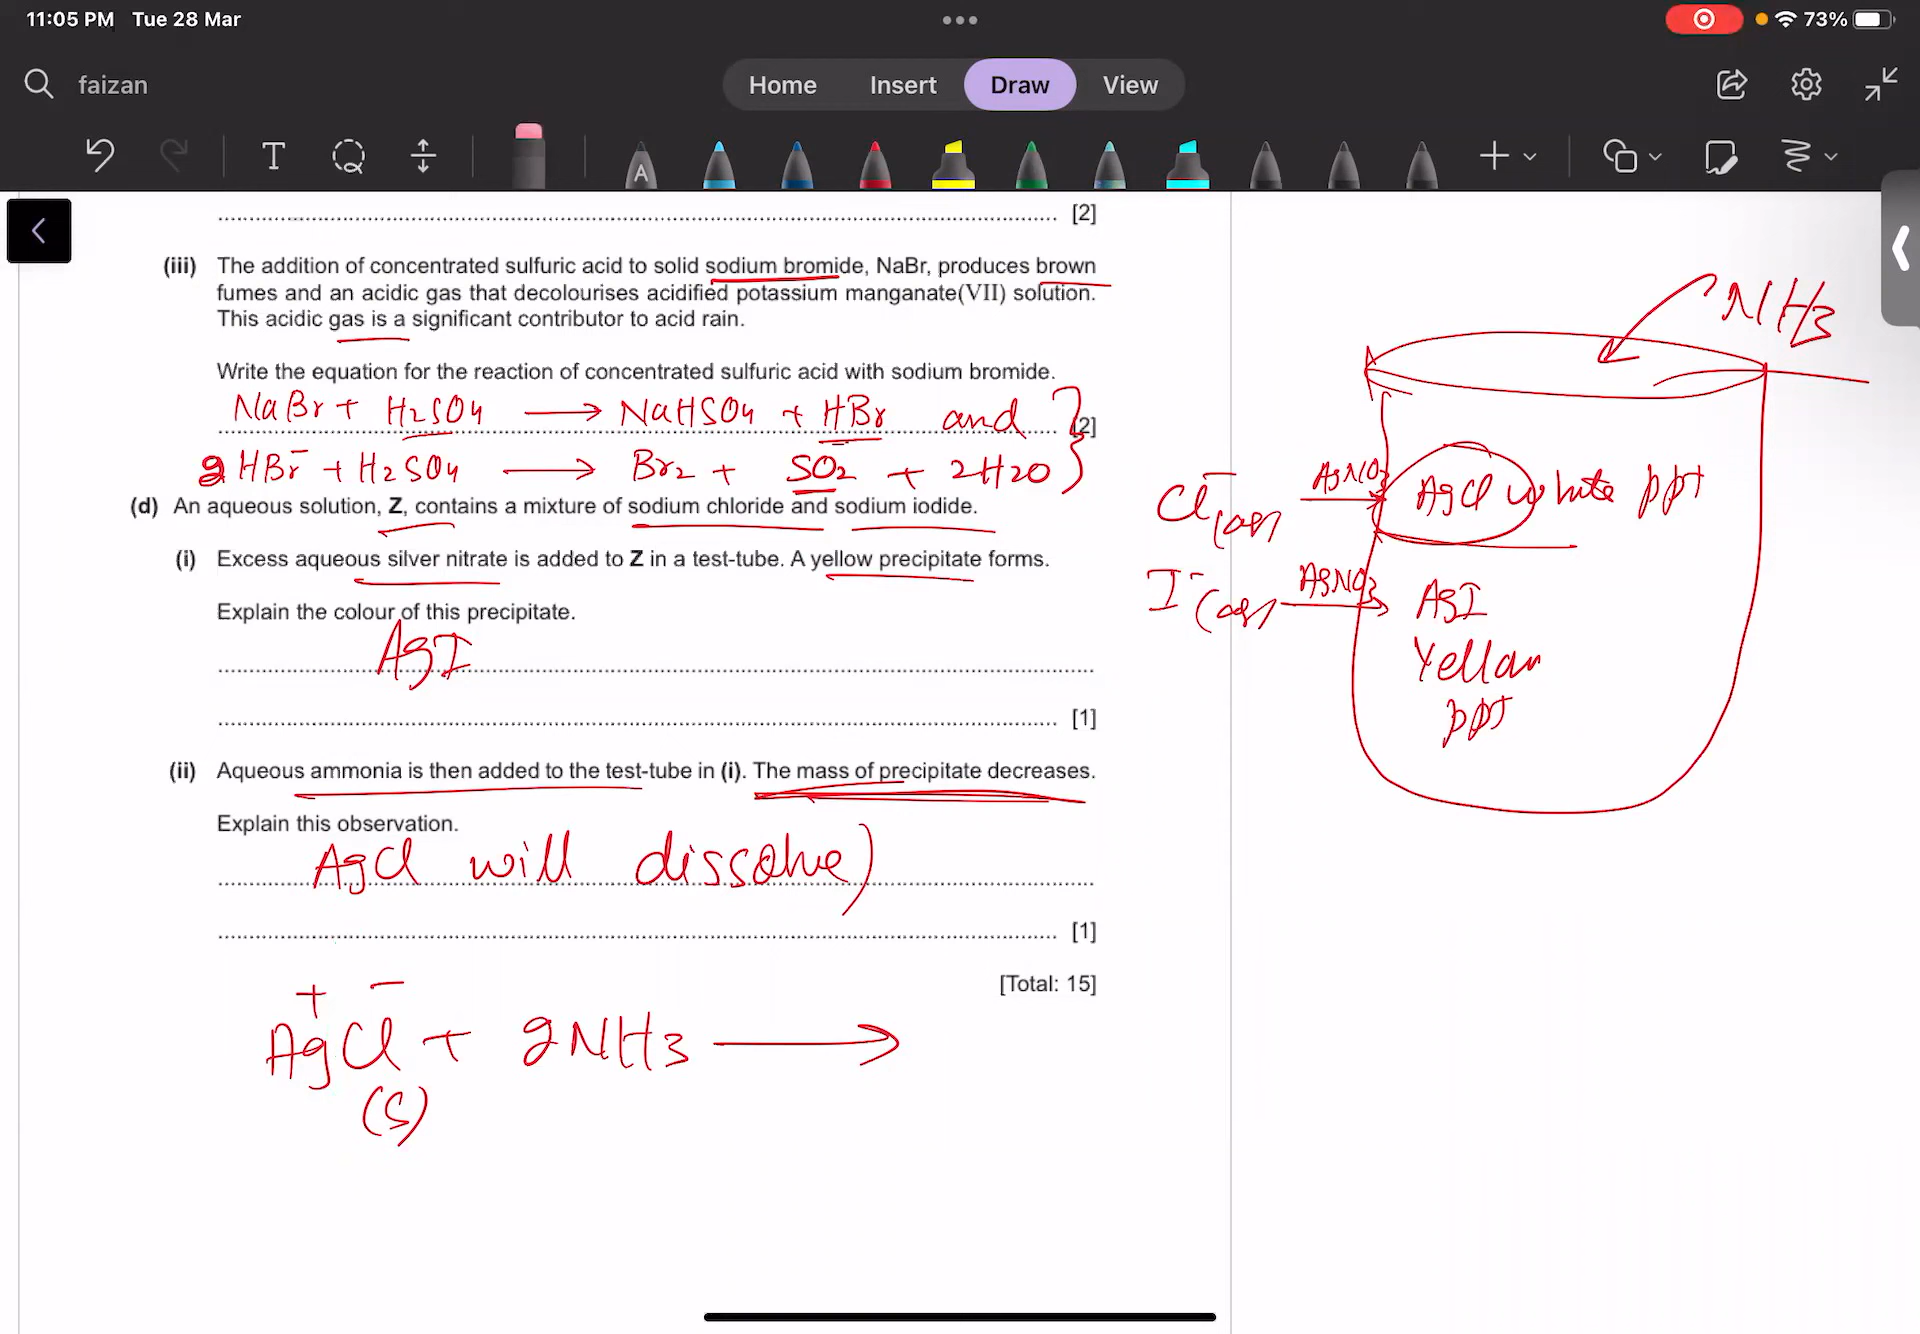 11:05 PM Tue 28 Mar
73%
faizan
Home Insert Draw View
T
A
[2]
(iii) The addition of concentrated sulfuric acid to solid sodium bromide, NaBr, produces brown
fumes and an acidic gas that decolourises acidified potassium manganate(VII) solution.
This acidic gas is a significant contributor to acid rain.
Write the equation for the reaction of concentrated sulfuric acid with sodium bromide.
NaBr + H2SO4 → NaHSO4 + HBr and
[2]
2HBr⁻ + H2SO4 → Br2 + SO2 + 2H2O
(d) An aqueous solution, Z, contains a mixture of sodium chloride and sodium iodide.
(i) Excess aqueous silver nitrate is added to Z in a test-tube. A yellow precipitate forms.
Explain the colour of this precipitate.
AgI
[1]
(ii) Aqueous ammonia is then added to the test-tube in (i). The mass of precipitate decreases.
Explain this observation.
AgCl will dissolve)
[1]
[Total: 15]
+ −
AgCl + 2NH3 →
(s)
NH3
Cl⁻(aq) AgNO3 → AgCl white ppt
I⁻(aq) AgNO3 → AgI
Yellow
ppt